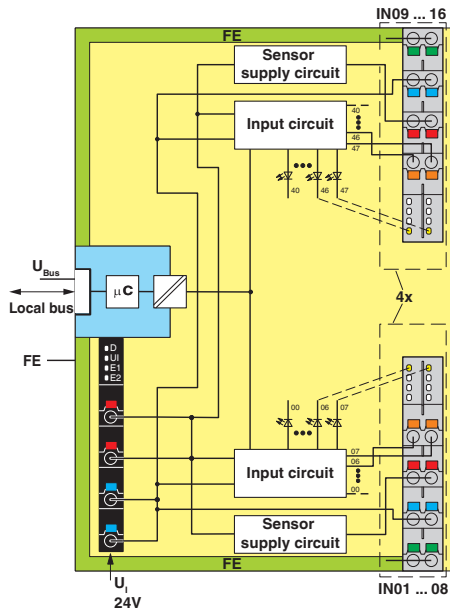 IN09 ... 16
FE
Sensor
supply circuit
Input circuit
40
46
47
40
46
47
U Bus
Local bus
µC
4x
FE
D
UI
E1
E2
00
06
07
07
06
00
Input circuit
Sensor
supply circuit
FE
UI
24V
IN01 ... 08